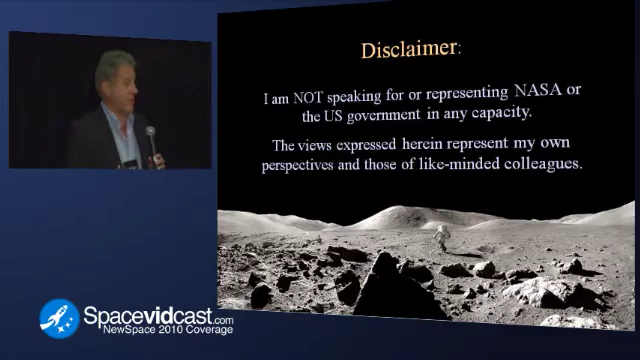 Disclaimer:
I am NOT speaking for or representing NASA or
the US government in any capacity.
The views expressed herein represent my own
perspectives and those of like-minded colleagues.
Spacevidcast.com
NewSpace 2010 Coverage